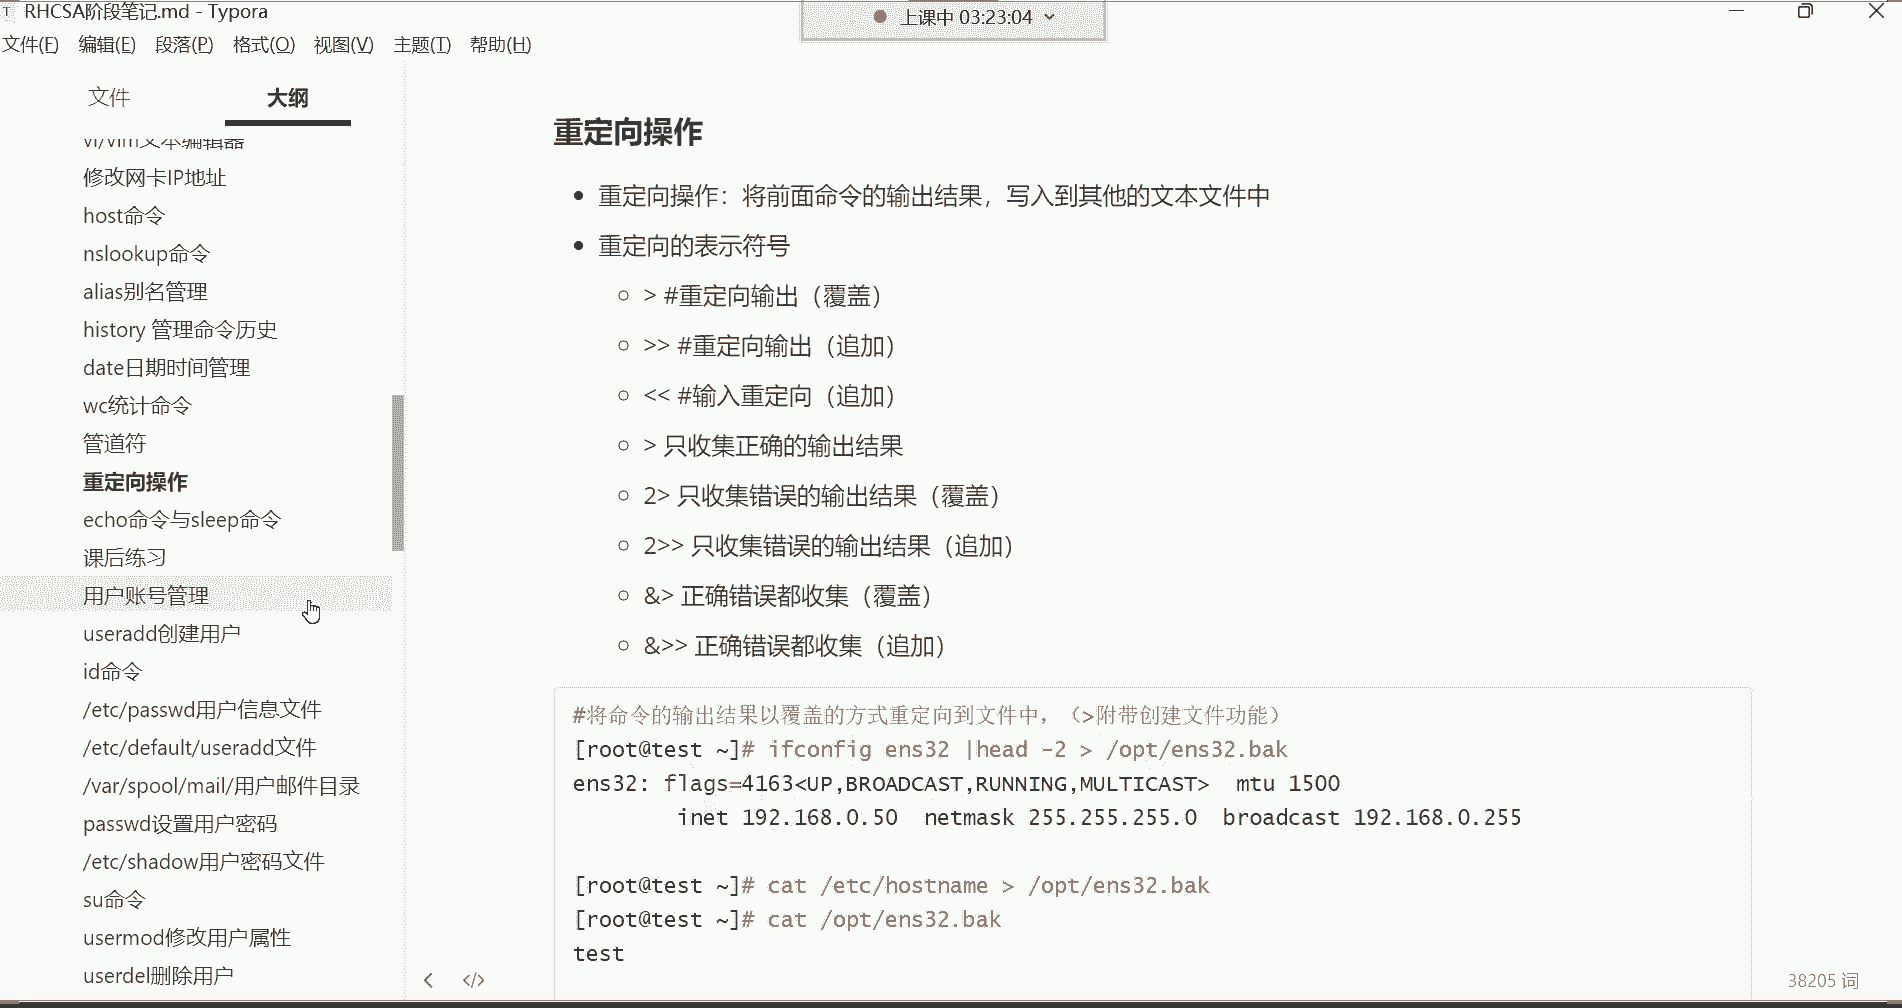 RHCSA阶段笔记.md - Typora
上课中 03:23:04
文件(F) 编辑(E) 段落(P) 格式(O) 视图(V) 主题(T) 帮助(H)
文件 大纲
vi/vim文本编辑器
修改网卡IP地址
host命令
nslookup命令
alias别名管理
history 管理命令历史
date日期时间管理
wc统计命令
管道符
重定向操作
echo命令与sleep命令
课后练习
用户账号管理
useradd创建用户
id命令
/etc/passwd用户信息文件
/etc/default/useradd文件
/var/spool/mail/用户邮件目录
passwd设置用户密码
/etc/shadow用户密码文件
su命令
usermod修改用户属性
userdel删除用户
重定向操作
重定向操作：将前面命令的输出结果，写入到其他的文本文件中
重定向的表示符号
> #重定向输出（覆盖）
>> #重定向输出（追加）
<< #输入重定向（追加）
> 只收集正确的输出结果
2> 只收集错误的输出结果（覆盖）
2>> 只收集错误的输出结果（追加）
&> 正确错误都收集（覆盖）
&>> 正确错误都收集（追加）
#将命令的输出结果以覆盖的方式重定向到文件中，（>附带创建文件功能）
[root@test ~]# ifconfig ens32 |head -2 > /opt/ens32.bak
ens32: flags=4163<UP,BROADCAST,RUNNING,MULTICAST>  mtu 1500
inet 192.168.0.50  netmask 255.255.255.0  broadcast 192.168.0.255
[root@test ~]# cat /etc/hostname > /opt/ens32.bak
[root@test ~]# cat /opt/ens32.bak
test
38205 词